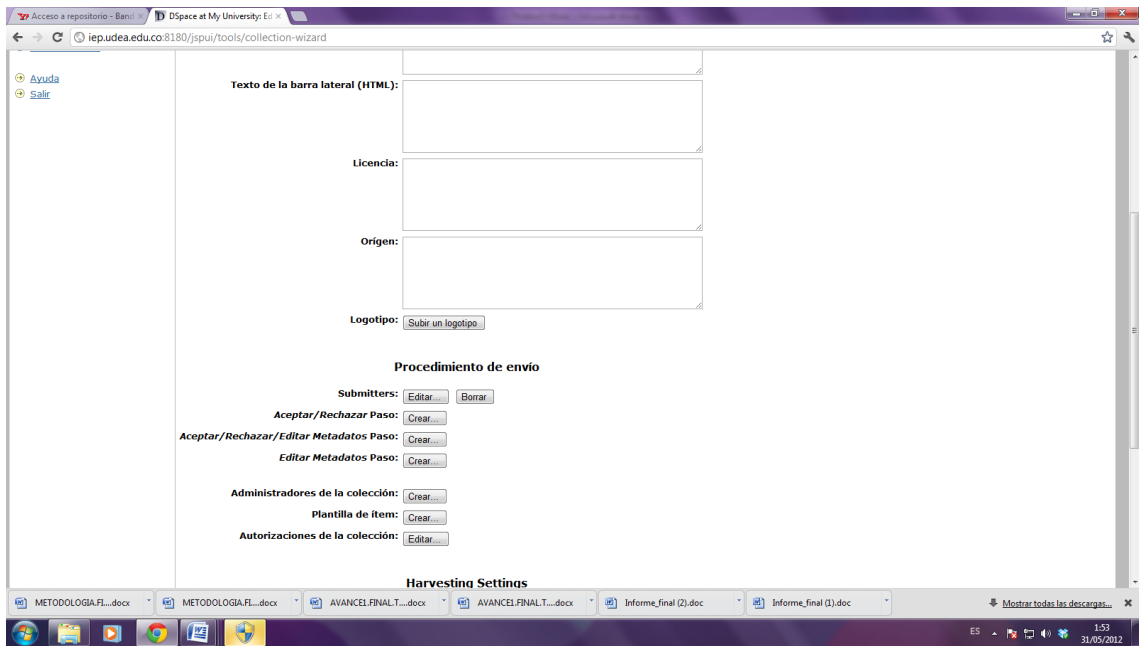 Acceso a repositorio - Band
DSpace at My University: Ed
iep.udea.edu.co:8180/jspui/tools/collection-wizard
Ayuda
Salir
Texto de la barra lateral (HTML):
Licencia:
Orígen:
Logotipo: Subir un logotipo
Procedimiento de envío
Submitters: Editar... Borrar
Aceptar/Rechazar Paso: Crear...
Aceptar/Rechazar/Editar Metadatos Paso: Crear...
Editar Metadatos Paso: Crear...
Administradores de la colección: Crear...
Plantilla de ítem: Crear...
Autorizaciones de la colección: Editar...
Harvesting Settings
METODOLOGIA.FI....docx METODOLOGIA.FI....docx AVANCE1.FINAL.T....docx AVANCE1.FINAL.T....docx Informe_final (2).doc Informe_final (1).doc Mostrar todas las descargas...
ES 1:53
31/05/2012